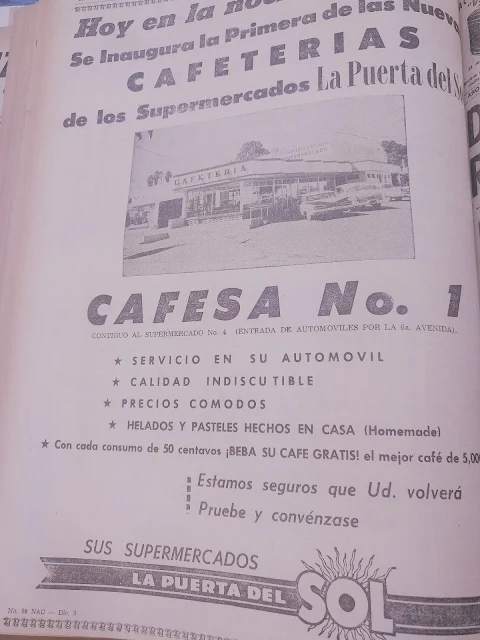 Hoy en la
Se Inaugura la Primera de las
CAFETERIAS
de los Supermercados La Puerta del
CAFETERIA
CAFESA No. 1
CONTIGUO AL SUPERMERCADO No. 4 (ENTRADA DE AUTOMOVILES POR LA 6a. AVENIDA).
★ SERVICIO EN SU AUTOMOVIL
★ CALIDAD INDISCUTIBLE
★ PRECIOS COMODOS
★ HELADOS Y PASTELES HECHOS EN CASA (Homemade)
★ Con cada consumo de 50 centavos ¡BEBA SU CAFE GRATIS! el mejor café de
Estamos seguros que Ud. volverá
Pruebe y convénzase
SUS SUPERMERCADOS
LA PUERTA DEL SOL